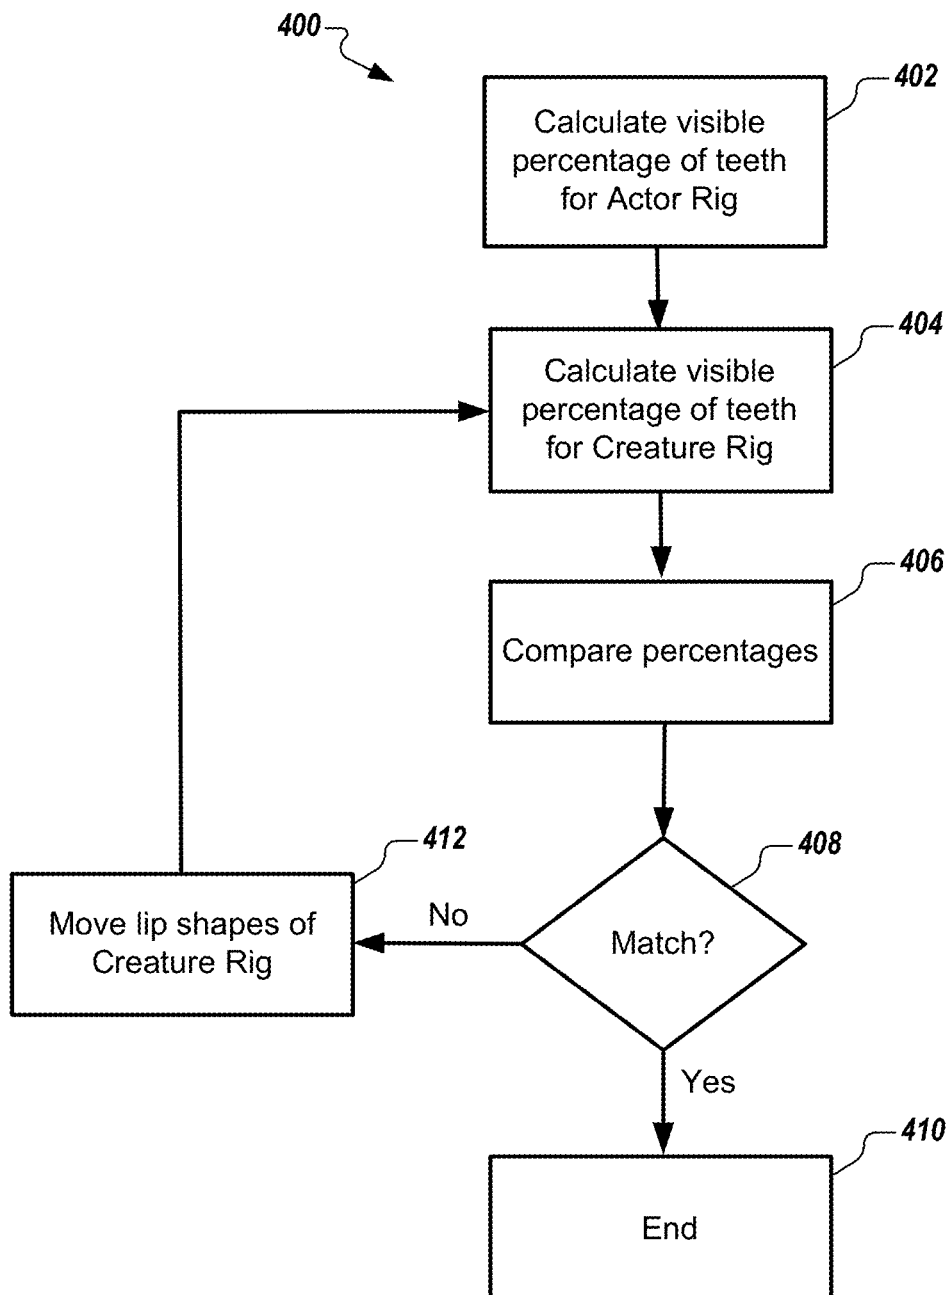 400
402
Calculate visible
percentage of teeth
for Actor Rig
404
Calculate visible
percentage of teeth
for Creature Rig
406
Compare percentages
408
Match?
No
412
Move lip shapes of
Creature Rig
Yes
410
End